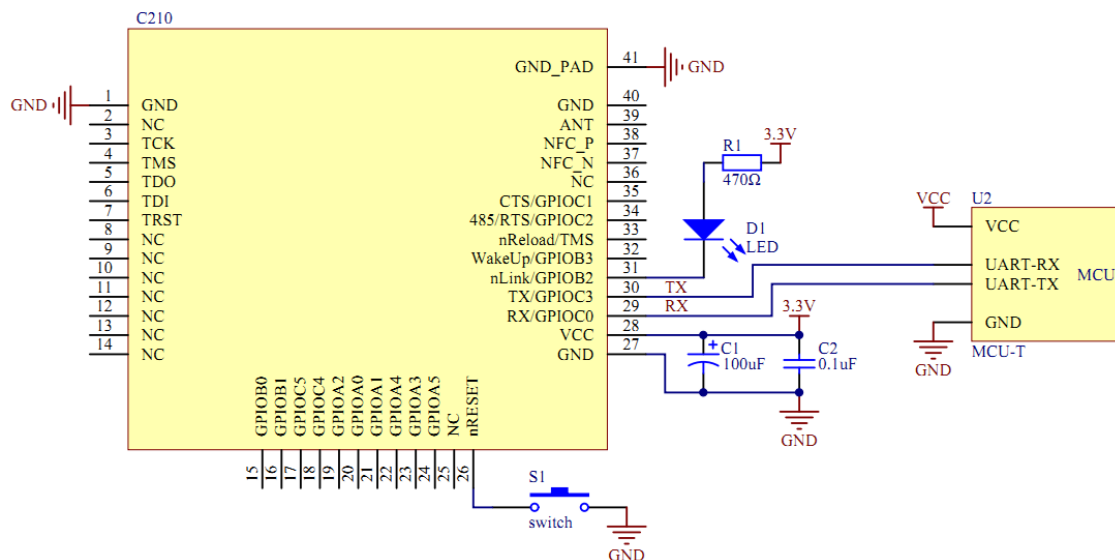 C210
GND 1 GND
2 NC
3 TCK
4 TMS
5 TDO
6 TDI
7 TRST
8 NC
9 NC
10 NC
11 NC
12 NC
13 NC
14 NC
GND_PAD 41 GND
GND 40
ANT 39
NFC_P 38
NFC_N 37
NC 36
CTS/GPIOC1 35
485/RTS/GPIOC2 34
nReload/TMS 33
WakeUp/GPIOB3 32
nLink/GPIOB2 31
TX/GPIOC3 30 TX
RX/GPIOC0 29 RX
VCC 28
GND 27
GPIOB0 15
GPIOB1 16
GPIOC5 17
GPIOC4 18
GPIOA2 19
GPIOA0 20
GPIOA1 21
GPIOA4 22
GPIOA3 23
GPIOA5 24
NC 25
nRESET 26
R1
470Ω
3.3V
D1
LED
3.3V
+
C1
100uF
C2
0.1uF
GND
S1
switch
GND
VCC
U2
VCC
UART-RX
UART-TX
MCU
GND
MCU-T
GND